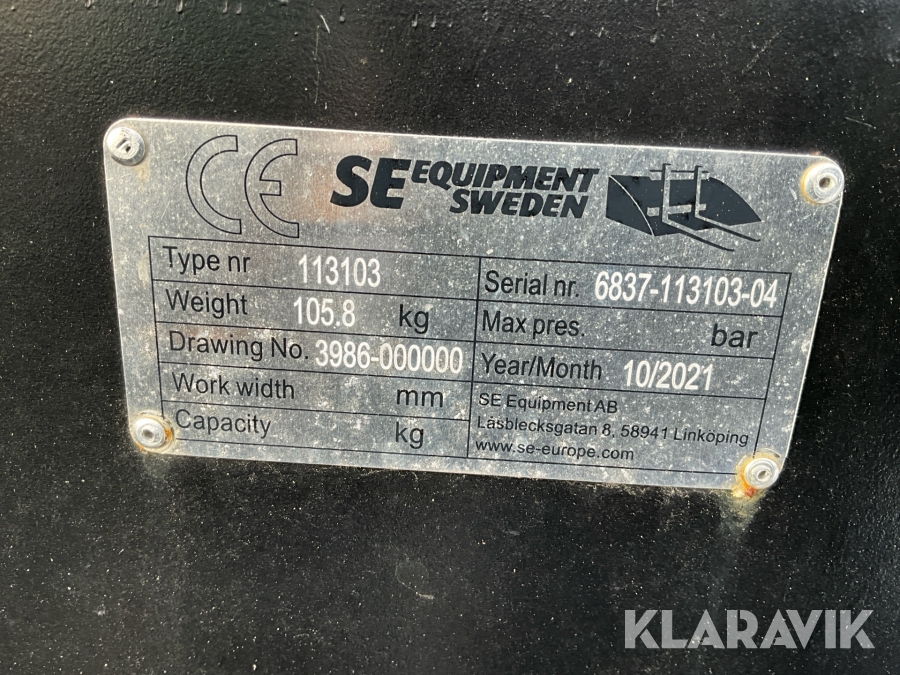 CE SE EQUIPMENT SWEDEN
Type nr 113103
Weight 105.8 kg
Drawing No. 3986-000000
Work width mm
Capacity kg
Serial nr. 6837-113103-04
Max pres. bar
Year/Month 10/2021
SE Equipment AB
Låsblecksgatan 8, 58941 Linköping
www.se-europe.com
KLARAVIK